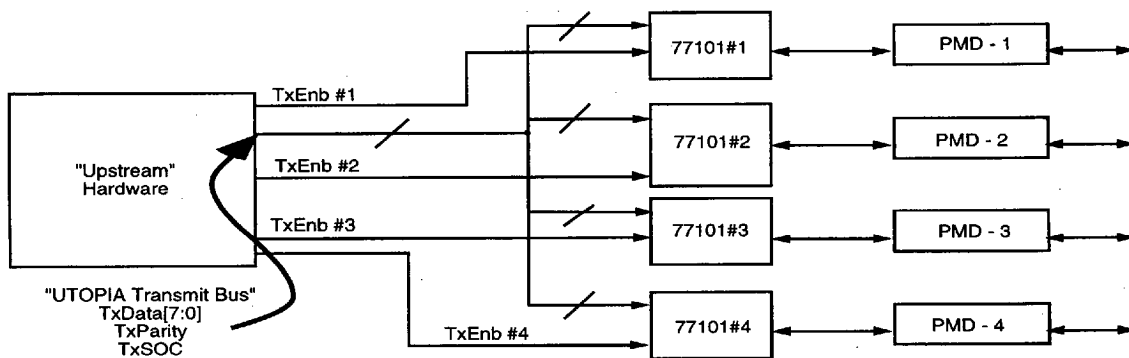 77101#1
PMD - 1
TxEnb #1
77101#2
PMD - 2
"Upstream"
Hardware
TxEnb #2
TxEnb #3
77101#3
PMD - 3
"UTOPIA Transmit Bus"
TxData[7:0]
TxParity
TxSOC
TxEnb #4
77101#4
PMD - 4